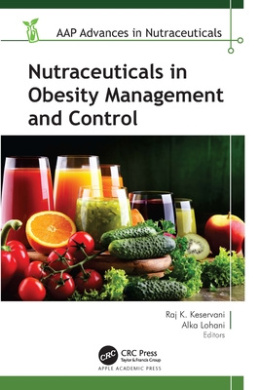 AAP Advances in Nutraceuticals
Nutraceuticals in
Obesity Management
and Control
Raj K. Keservani
Alka Lohani
Editors
CRC Press
Taylor & Francis Group
APPLE ACADEMIC PRESS